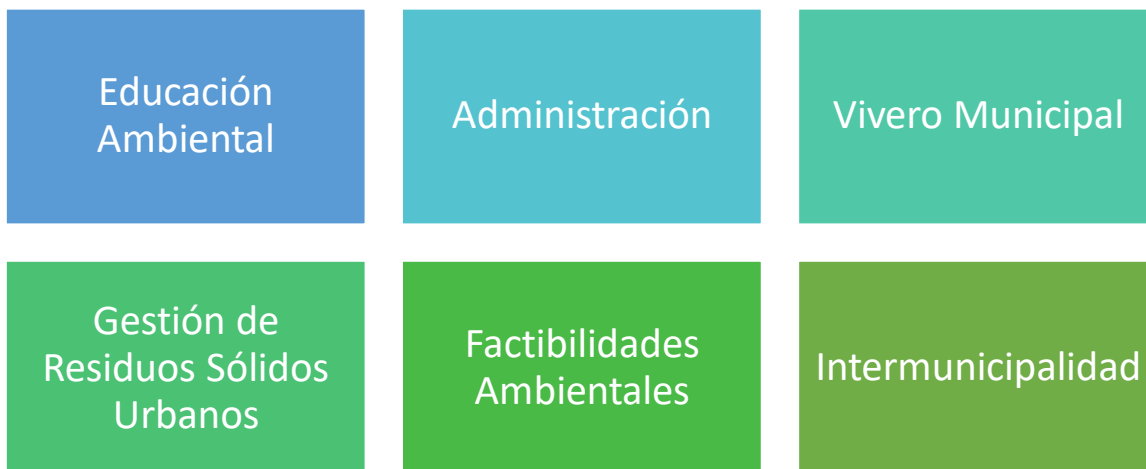 Educación
Ambiental
Administración
Vivero Municipal
Gestión de
Residuos Sólidos
Urbanos
Factibilidades
Ambientales
Intermunicipalidad